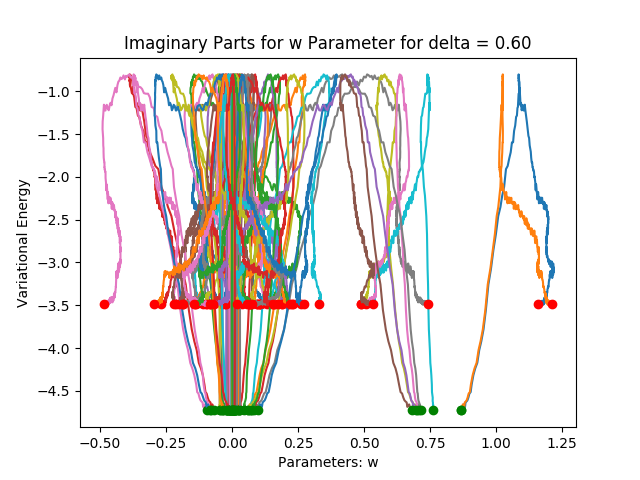 Imaginary Parts for w Parameter for delta = 0.60
Variational Energy
−1.0
−1.5
−2.0
−2.5
−3.0
−3.5
−4.0
−4.5
−0.50 −0.25 0.00 0.25 0.50 0.75 1.00 1.25
Parameters: w